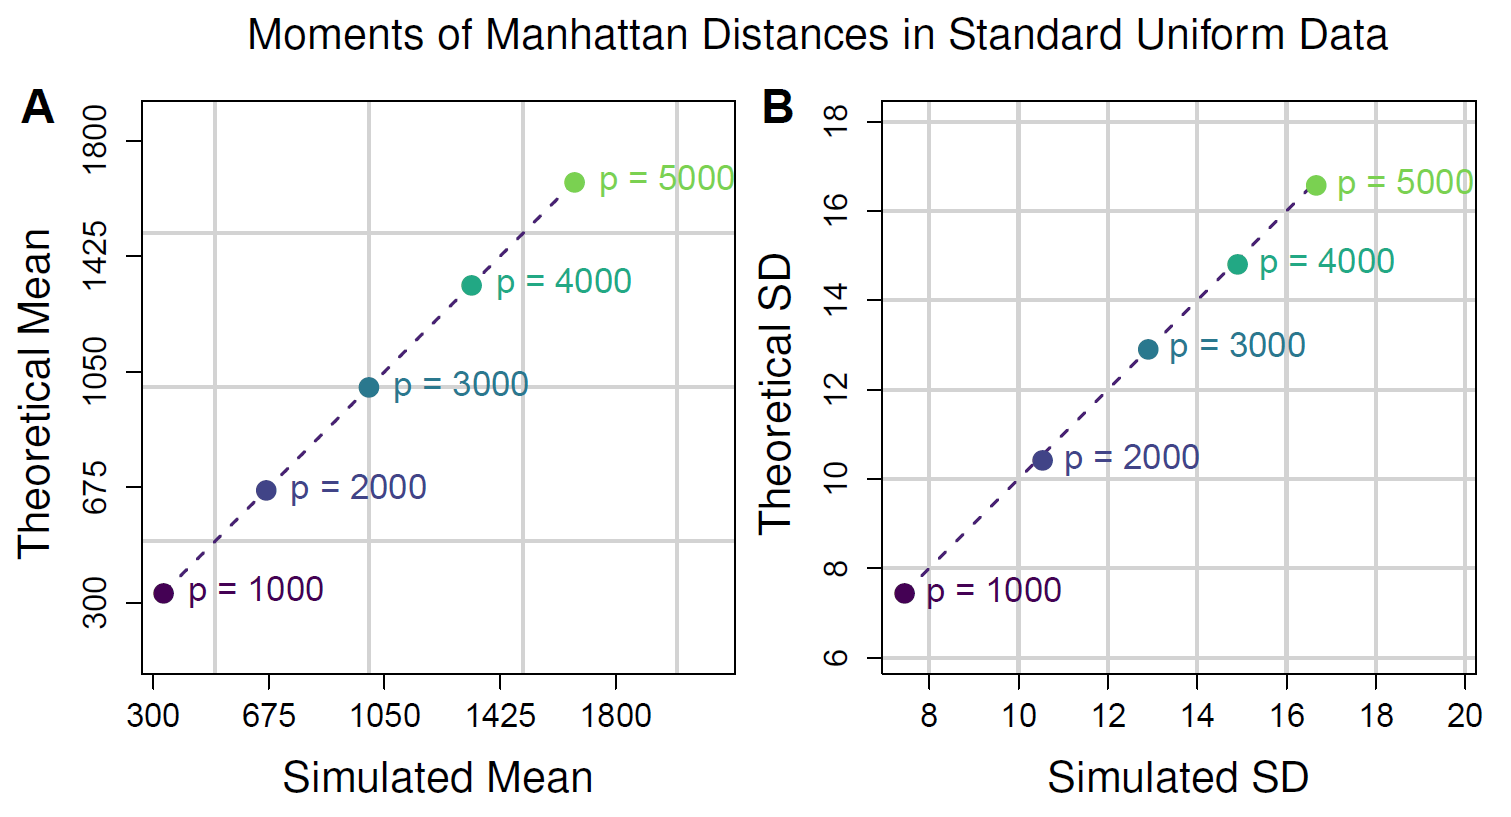 Moments of Manhattan Distances in Standard Uniform Data
A
Theoretical Mean
1800
1425
1050
675
300
p = 5000
p = 4000
p = 3000
p = 2000
p = 1000
300 675 1050 1425 1800
Simulated Mean
B
Theoretical SD
18
16
14
12
10
8
6
p = 5000
p = 4000
p = 3000
p = 2000
p = 1000
8 10 12 14 16 18 20
Simulated SD